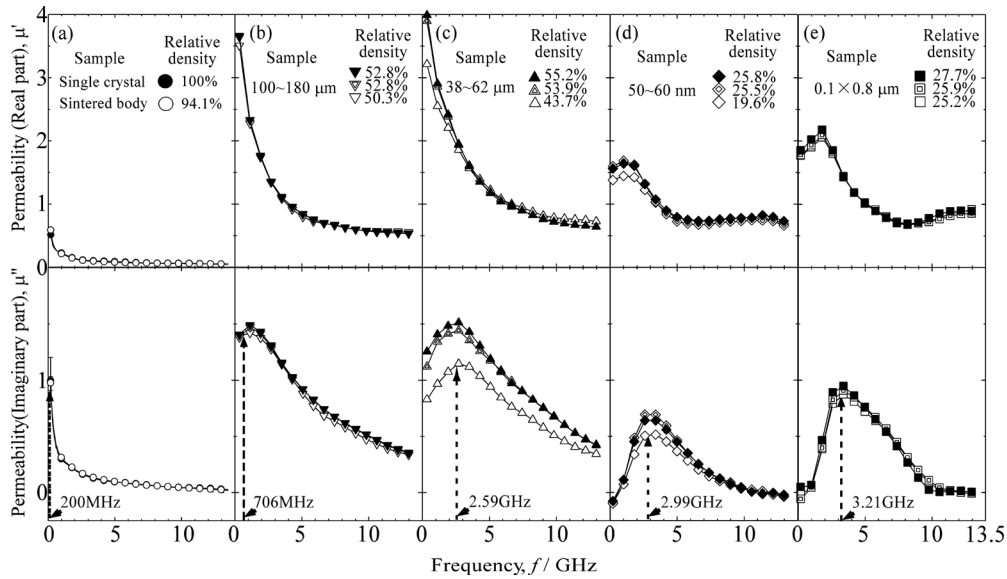 Permeability (Real part), μ'
4
3
2
1
0
(a)
Sample
Relative density
Single crystal
100%
Sintered body
94.1%
(b)
Sample
Relative density
100~180 μm
52.8%
52.8%
50.3%
(c)
Sample
Relative density
38~62 μm
55.2%
53.9%
43.7%
(d)
Sample
Relative density
50~60 nm
25.8%
25.5%
19.6%
(e)
Sample
Relative density
0.1×0.8 μm
27.7%
25.9%
25.2%
Permeability(Imaginary part), μ"
1
0
200MHz
706MHz
2.59GHz
2.99GHz
3.21GHz
0 5 10 0 5 10 0 5 10 0 5 10 0 5 10 13.5
Frequency, f / GHz